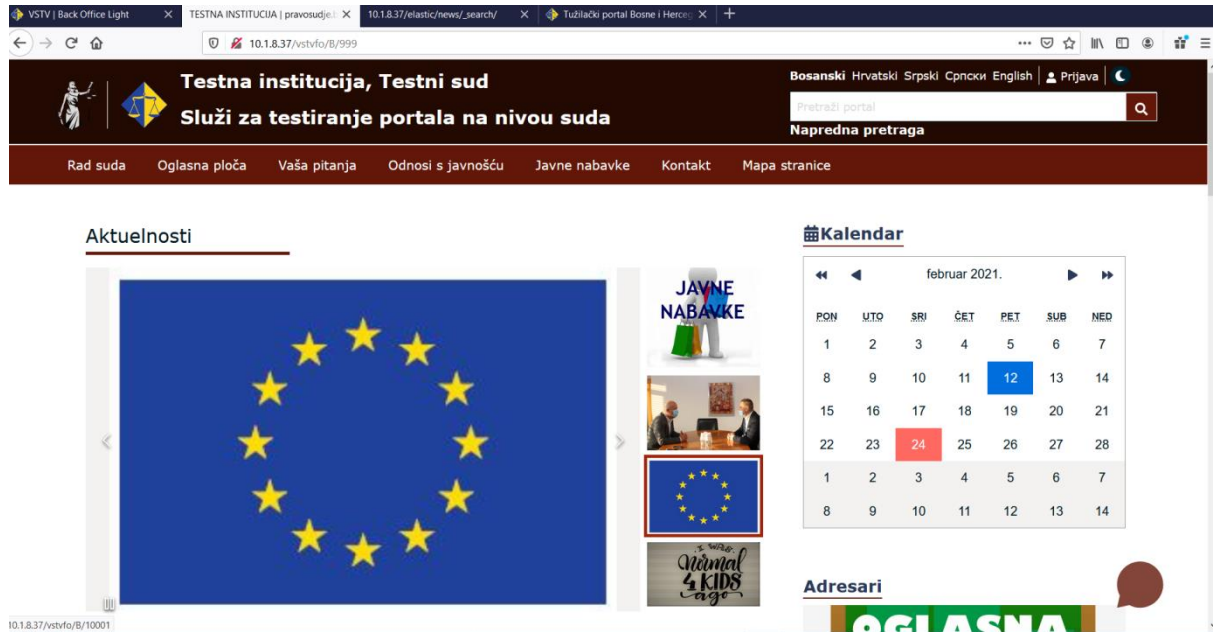 VSTV | Back Office Light
TESTNA INSTITUCIJA | pravosudje.b
10.1.8.37/elastic/news/_search/
Tužilački portal Bosne i Herceg
10.1.8.37/vstvfo/B/999
Testna institucija, Testni sud
Služi za testiranje portala na nivou suda
Bosanski Hrvatski Srpski Српски English Prijava
Pretraži portal
Napredna pretraga
Rad suda Oglasna ploča Vaša pitanja Odnosi s javnošću Javne nabavke Kontakt Mapa stranice
Aktuelnosti
JAVNE
NABAVKE
I WAS
Normal
4 KIDS
ago
Kalendar
februar 2021.
PON UTO SRI ČET PET SUB NED
1 2 3 4 5 6 7
8 9 10 11 12 13 14
15 16 17 18 19 20 21
22 23 24 25 26 27 28
1 2 3 4 5 6 7
8 9 10 11 12 13 14
Adresari
OGLASNA
10.1.8.37/vstvfo/B/10001